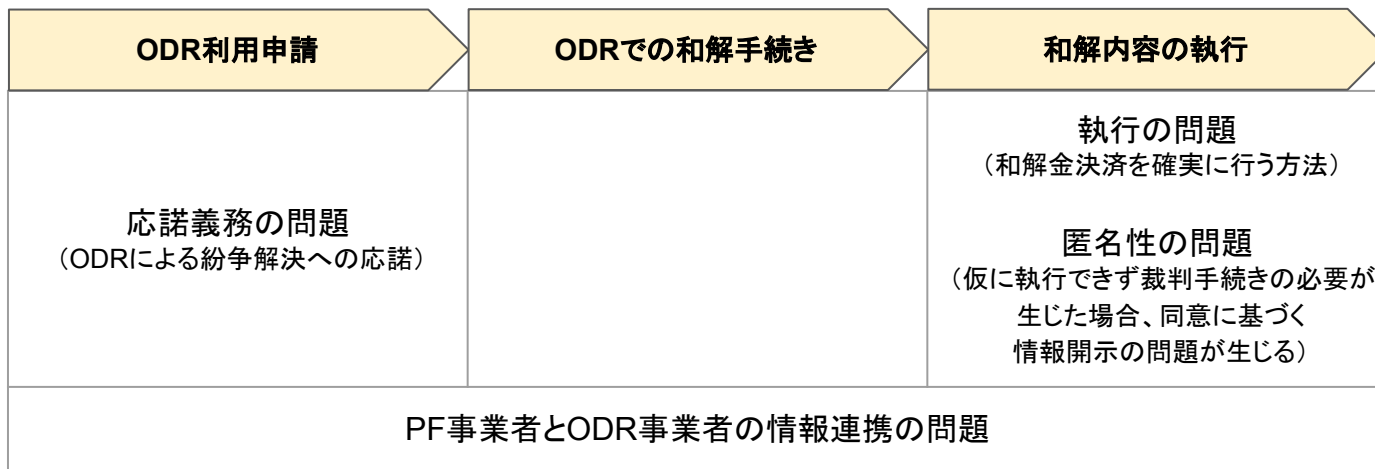 ODR利用申請
ODRでの和解手続き
和解内容の執行
応諾義務の問題
（ODRによる紛争解決への応諾）
執行の問題
（和解金決済を確実に行う方法）
匿名性の問題
（仮に執行できず裁判手続きの必要が
生じた場合、同意に基づく
情報開示の問題が生じる）
PF事業者とODR事業者の情報連携の問題